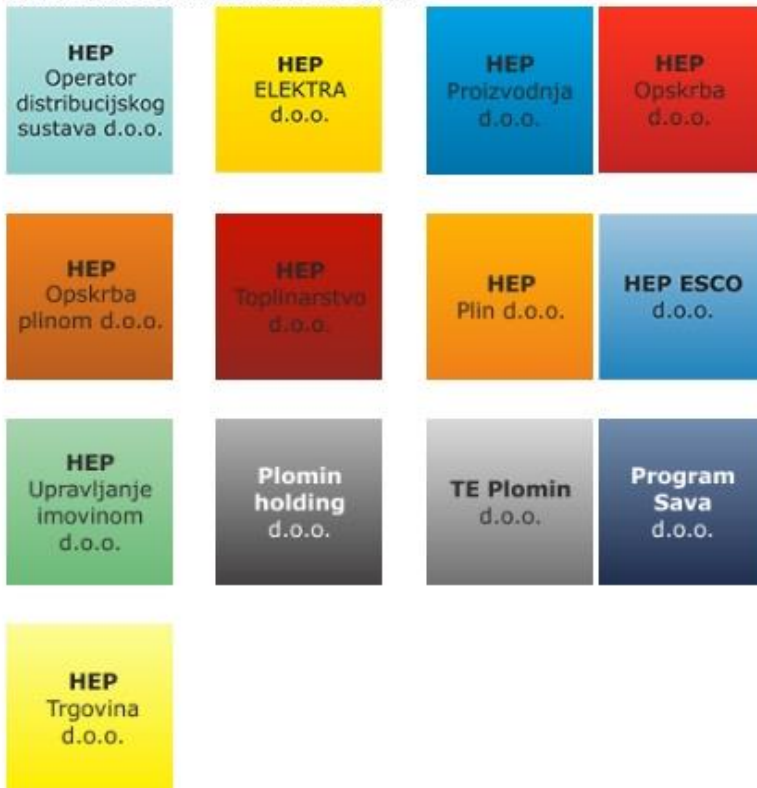 HEP
Operator
distribucijskog
sustava d.o.o.
HEP
ELEKTRA
d.o.o.
HEP
Proizvodnja
d.o.o.
HEP
Opskrba
d.o.o.
HEP
Opskrba
plinom d.o.o.
HEP
Toplinarstvo
d.o.o.
HEP
Plin d.o.o.
HEP ESCO
d.o.o.
HEP
Upravljanje
imovinom
d.o.o.
Plomin
holding
d.o.o.
TE Plomin
d.o.o.
Program
Sava
d.o.o.
HEP
Trgovina
d.o.o.